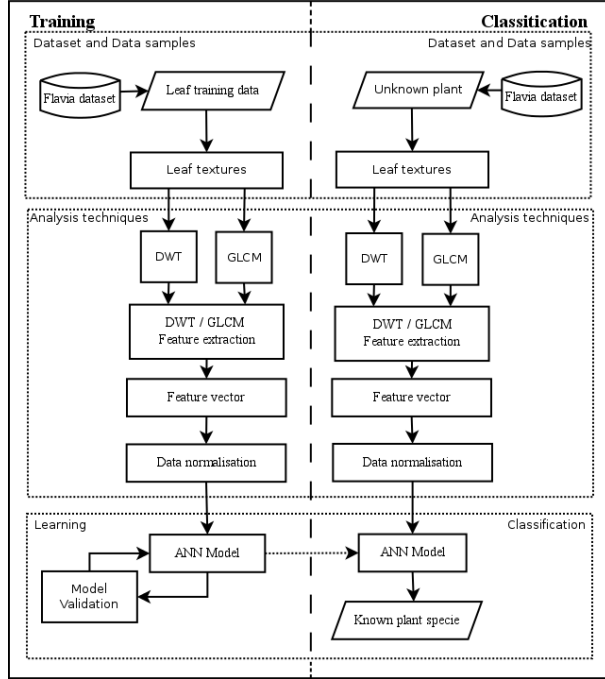 Training
Classitication
Dataset and Data samples
Dataset and Data samples
Flavia dataset
Leaf training data
Unknown plant
Flavia dataset
Leaf textures
Leaf textures
Analysis techniques
Analysis techniques
DWT
GLCM
DWT
GLCM
DWT / GLCM
Feature extraction
DWT / GLCM
Feature extraction
Feature vector
Feature vector
Data normalisation
Data normalisation
Learning
Classification
ANN Model
ANN Model
Model
Validation
Known plant specie